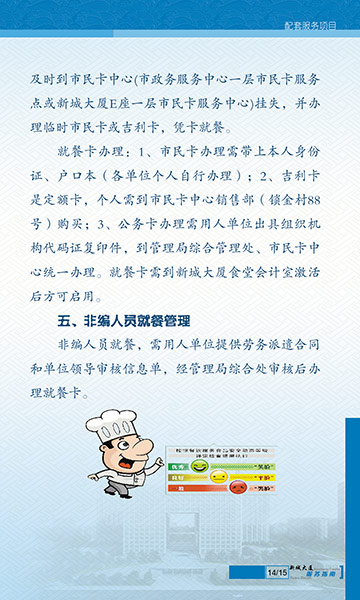 配套服务项目
及时到市民卡中心(市政务服务中心一层市民卡服务
点或新城大厦E座一层市民卡服务中心)挂失，并办
理临时市民卡或吉利卡，凭卡就餐。
就餐卡办理：1、市民卡办理需带上本人身份
证、户口本（各单位个人自行办理）；2、吉利卡
是定额卡，个人需到市民卡中心销售部（锁金村88
号）购买；3、公务卡办理需用人单位出具组织机
构代码证复印件，到管理局综合管理处、市民卡中
心统一办理。就餐卡需到新城大厦食堂会计室激活
后方可启用。
五、非编人员就餐管理
非编人员就餐，需用人单位提供劳务派遣合同
和单位领导审核信息单，经管理局综合处审核后办
理就餐卡。
优秀 "笑脸"
良好 "平脸"
一般 "哭脸"
14/15
新城大厦
服务指南